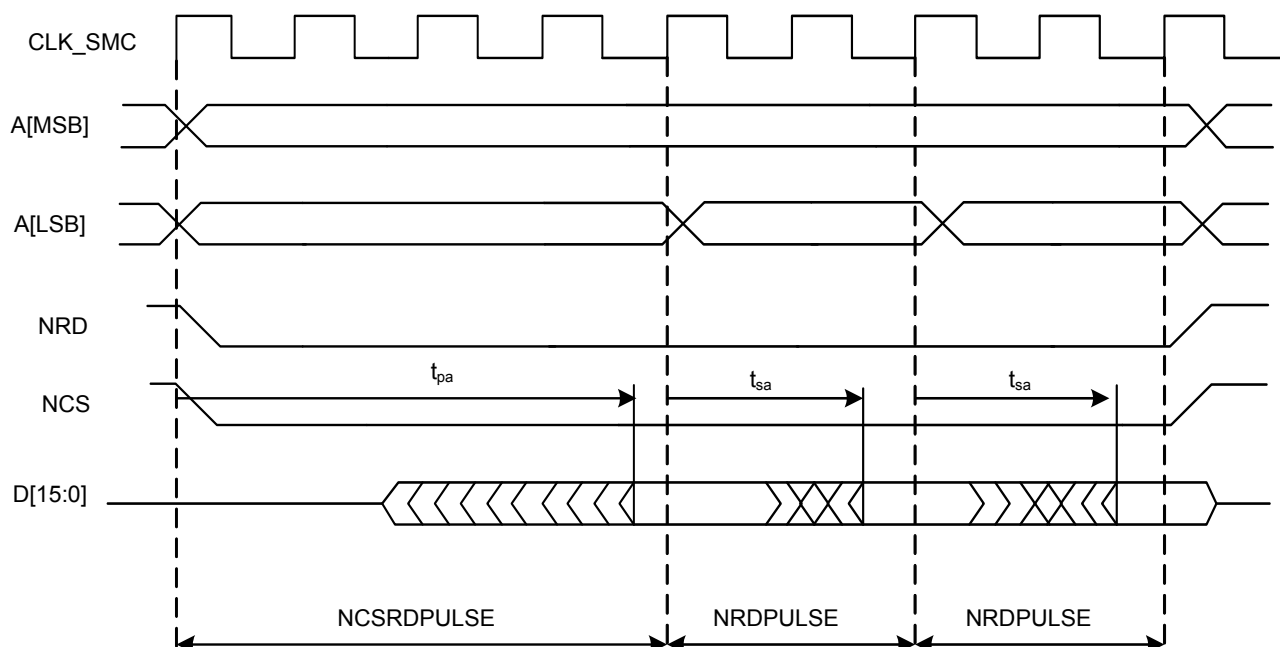 CLK_SMC
A[MSB]
A[LSB]
NRD
tpa
tsa
tsa
NCS
D[15:0]
NCSRDPULSE
NRDPULSE
NRDPULSE